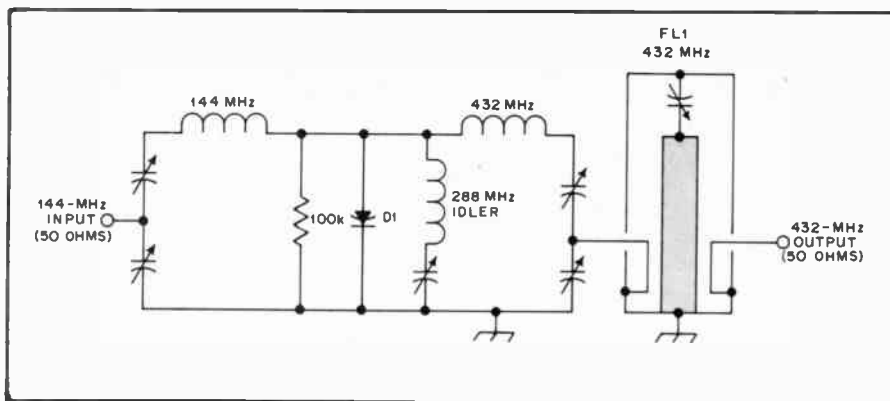 FL1
432 MHz
144 MHz
432 MHz
144-MHz
INPUT
(50 OHMS)
100k
D1
288 MHz
IDLER
432-MHz
OUTPUT
(50 OHMS)